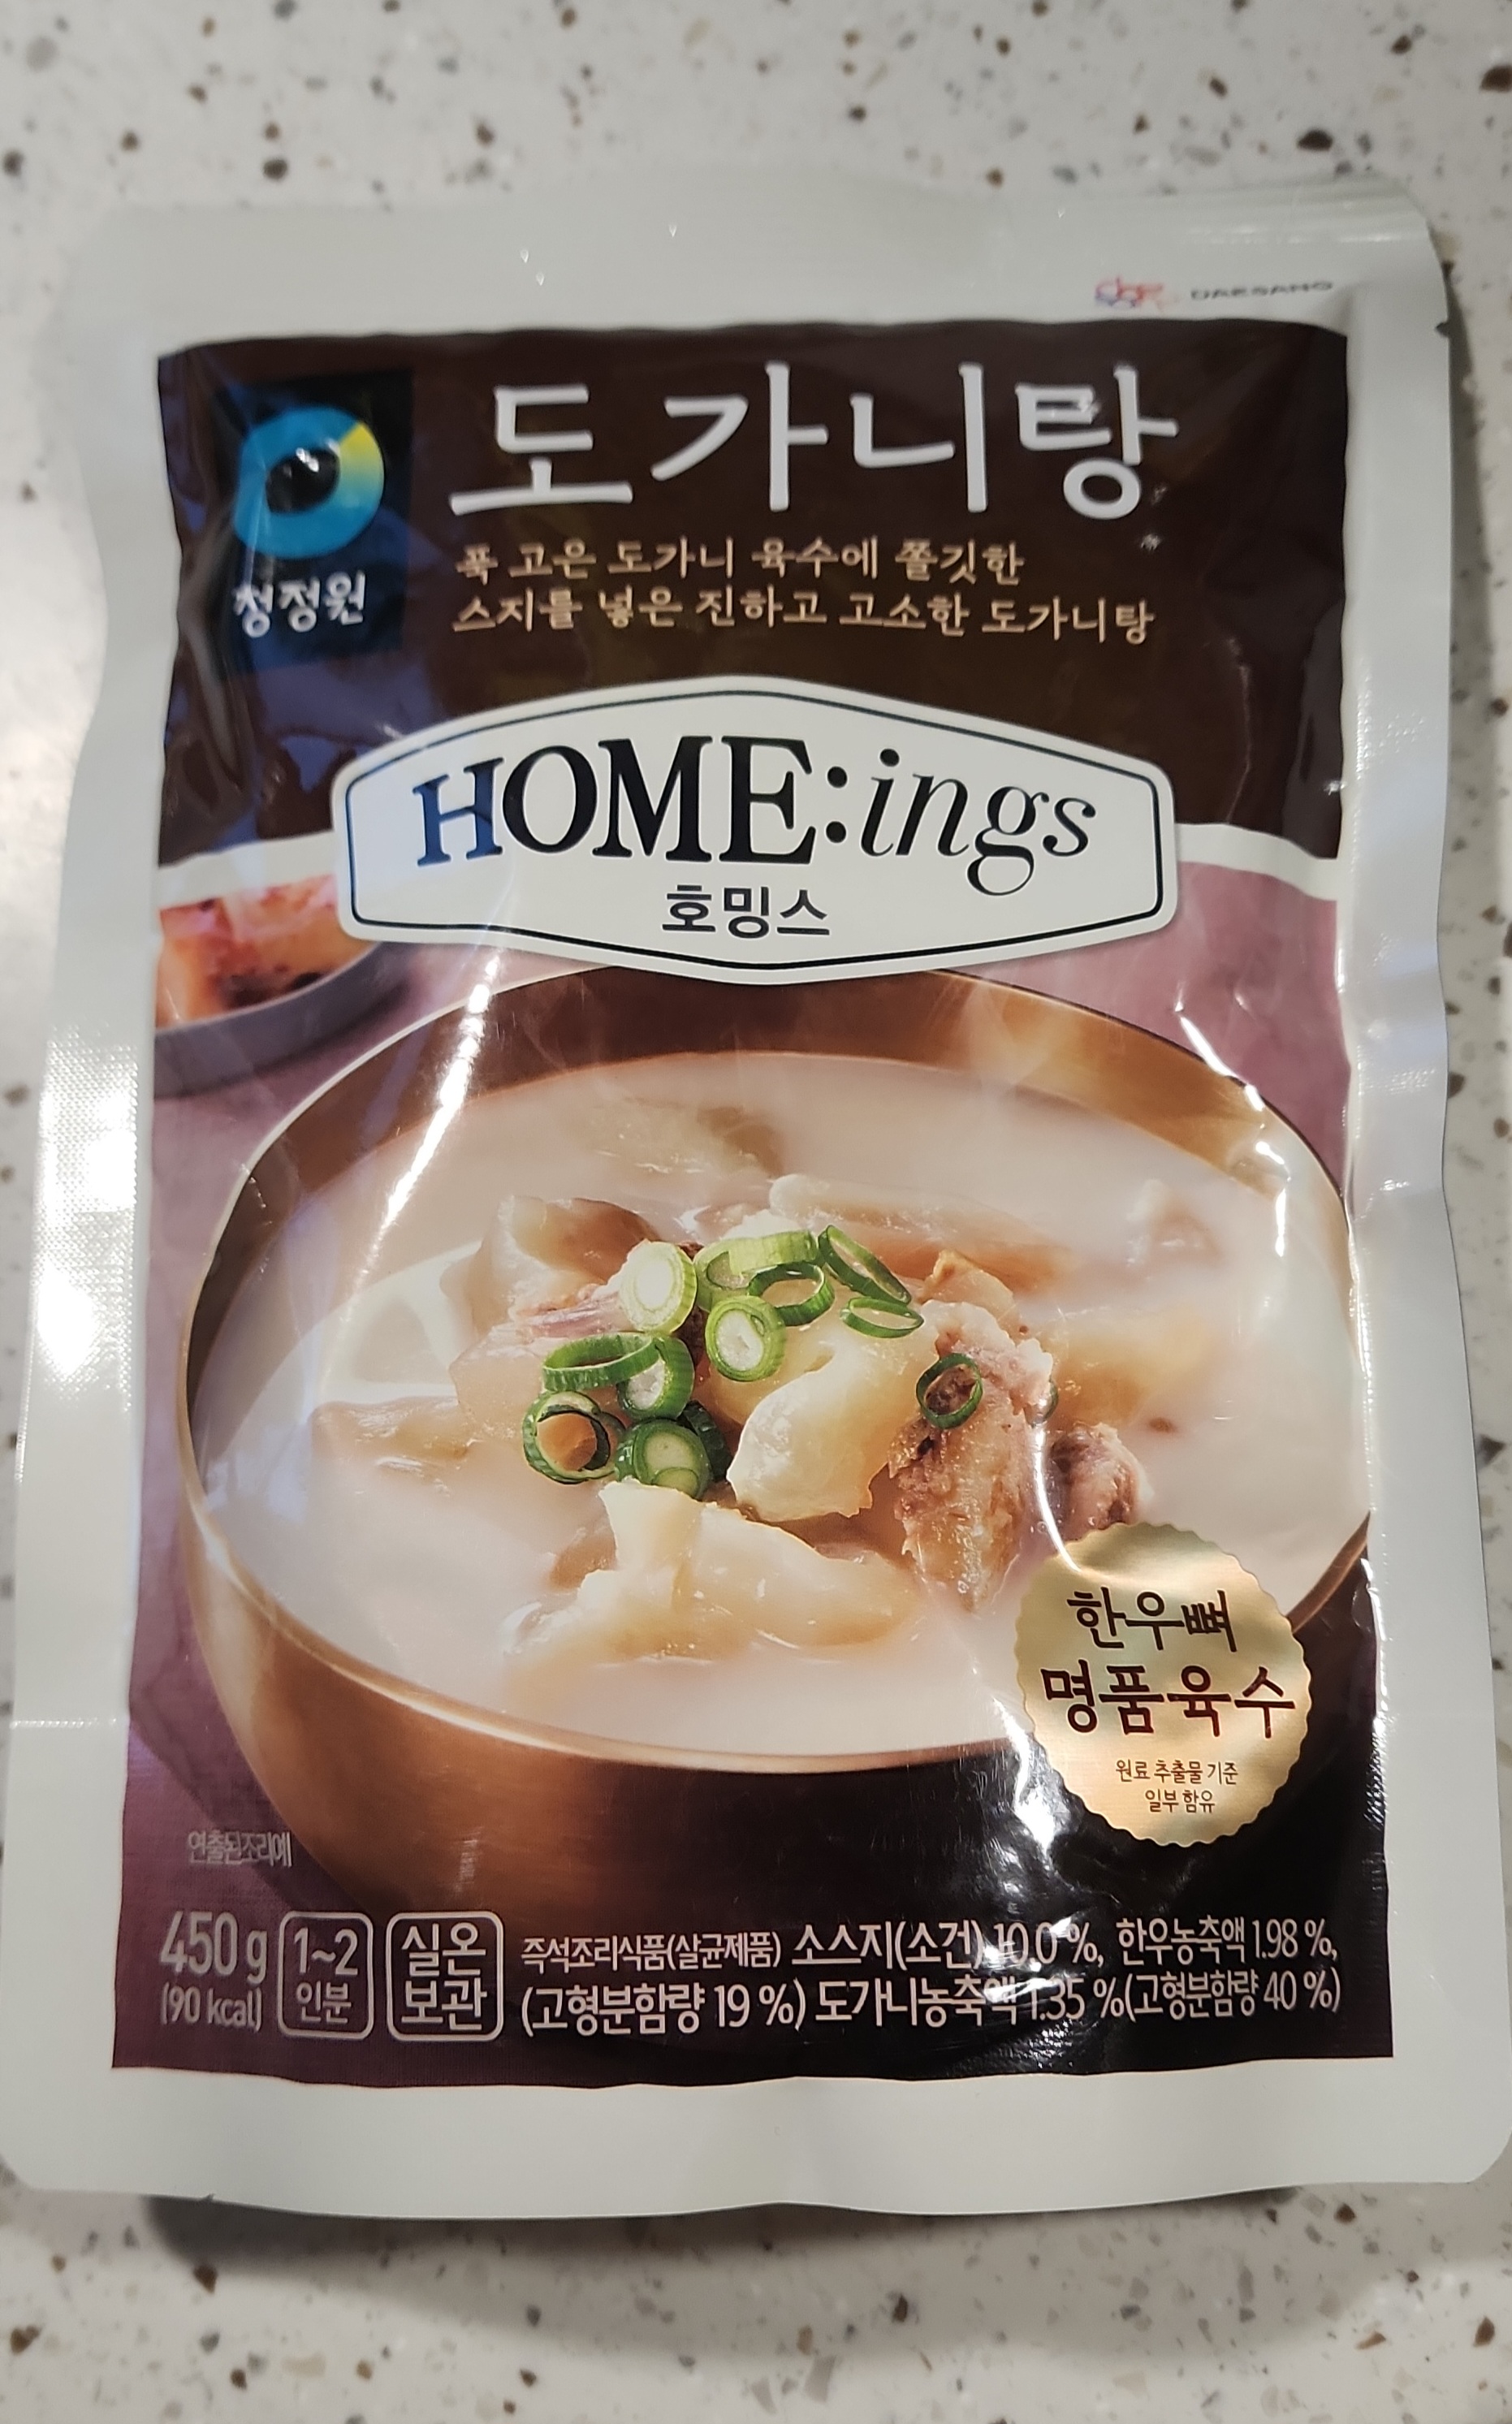 DAESANG
도가니탕
청정원
푹 고은 도가니 육수에 쫄깃한
스지를 넣은 진하고 고소한 도가니탕
HOME:ings
호밍스
한우뼈
명품육수
원료 추출물 기준
일부 함유
연출된조리예
450 g
(90 kcal)
1~2
인분
실온
보관
즉석조리식품(살균제품) 소스지(소건) 10.0 %, 한우농축액 1.98 %,
(고형분함량 19 %) 도가니농축액 1.35 %(고형분함량 40 %)